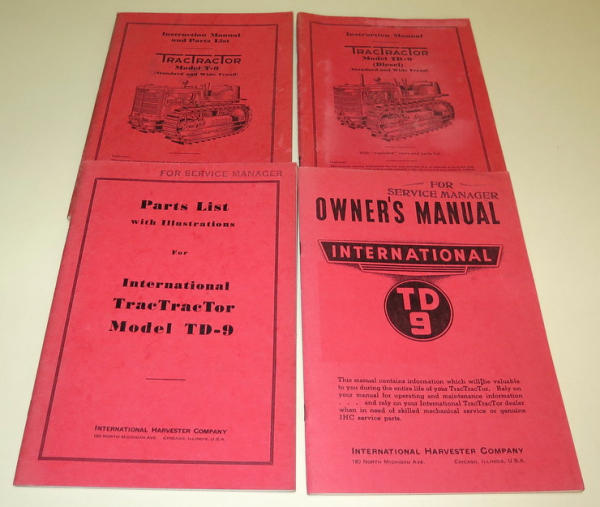 Instruction Manual
and Parts List
TRACTRACTOR
Model T-9
(Standard and Wide Tread)
Instruction Manual
TRACTRACTOR
Model TD-9
(Diesel)
(Standard and Wide Tread)
FOR SERVICE MANAGER
Parts List
with Illustrations
For
International
TracTracTor
Model TD-9
INTERNATIONAL HARVESTER COMPANY
180 NORTH MICHIGAN AVE. CHICAGO, ILLINOIS, U.S.A.
FOR
SERVICE MANAGER
OWNER'S MANUAL
INTERNATIONAL
TD
9
This manual contains information which will be valuable
to you during the entire life of your TracTracTor. Rely on
your manual for operating and maintenance information
. . . . and rely on your International TracTracTor dealer
when in need of skilled mechanical service or genuine
IHC service parts.
INTERNATIONAL HARVESTER COMPANY
180 NORTH MICHIGAN AVE. CHICAGO, ILLINOIS, U.S.A.